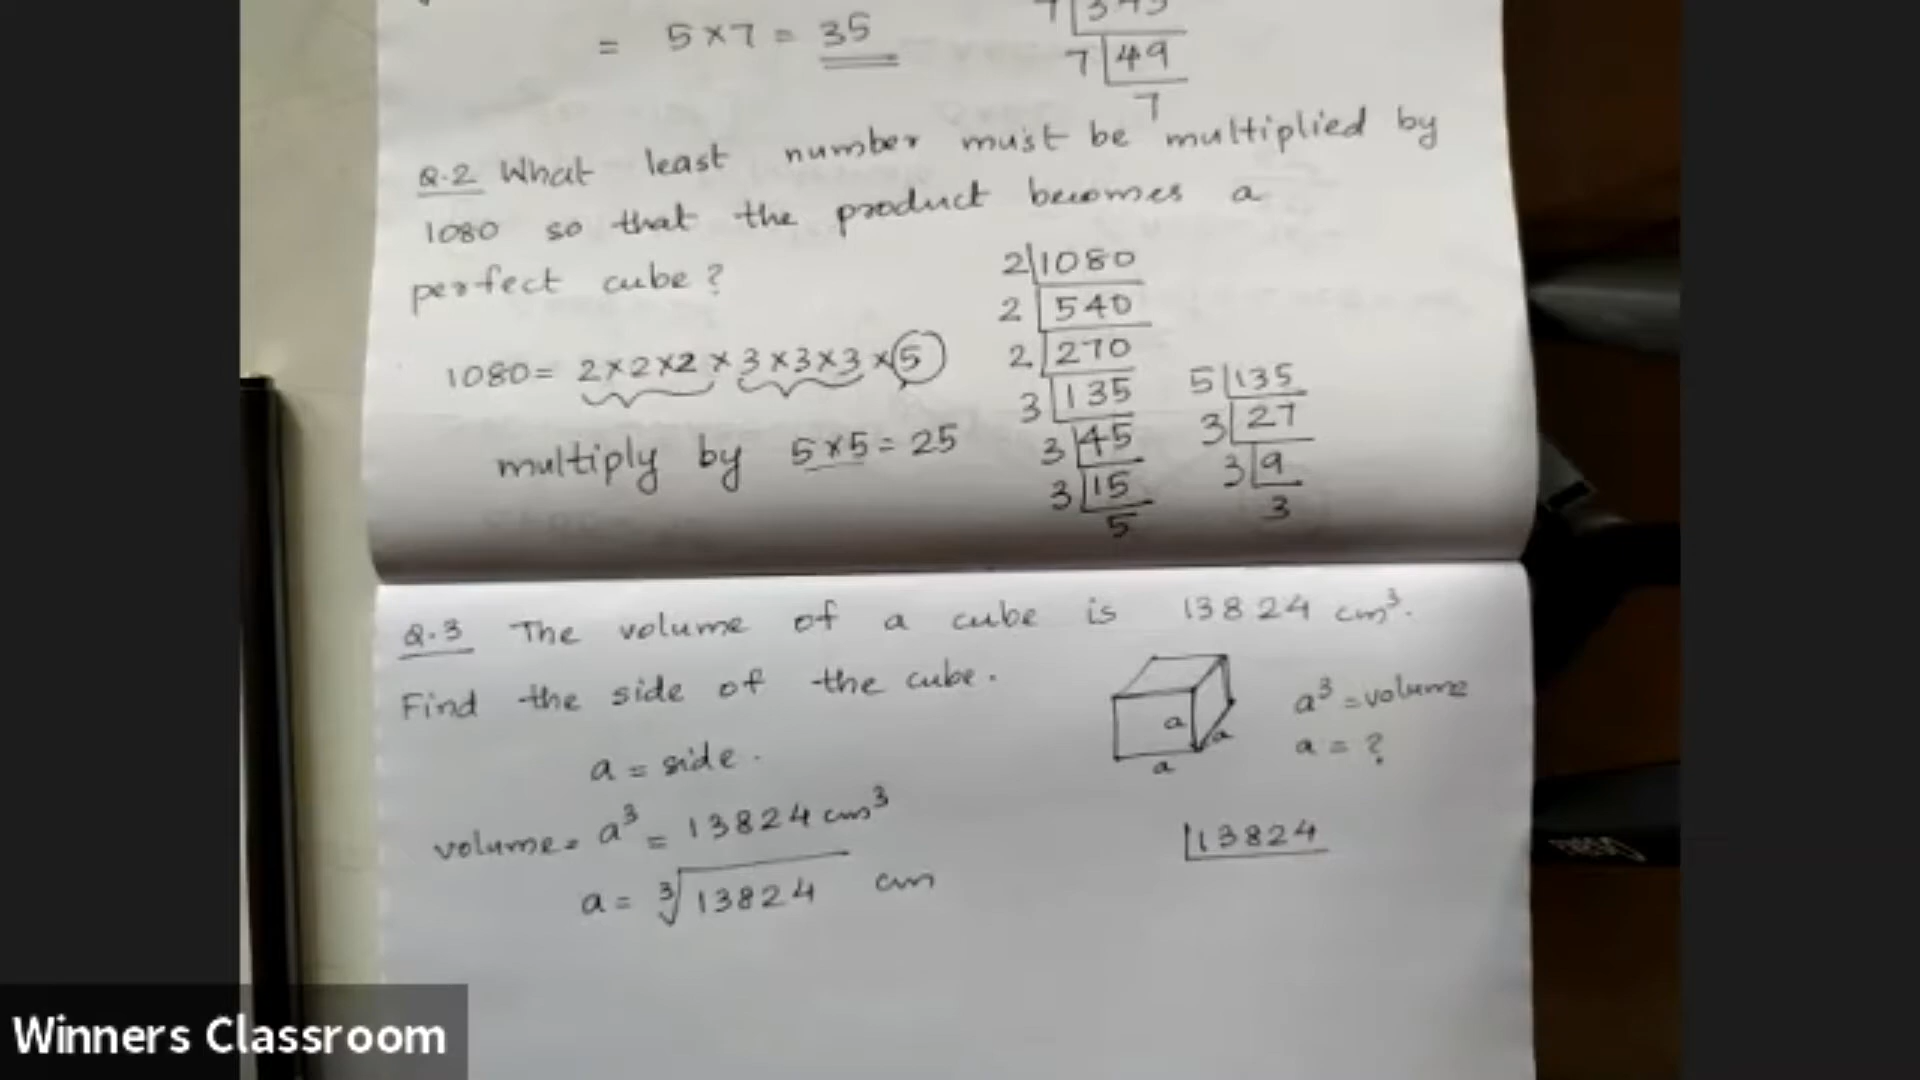 = 5×7 = 35
7 343
7 49
7
Q.2 What least number must be multiplied by
1080 so that the product becomes a
perfect cube?
1080 = 2×2×2×3×3×3×5
multiply by 5×5 = 25
2 1080
2 540
2 270
3 135
3 45
3 15
5
5 135
3 27
3 9
3
Q.3 The volume of a cube is 13824 cm³.
Find the side of the cube.
a
a
a
a³ = volume
a = ?
a = side.
volume = a³ = 13824 cm³
a = ∛13824 cm
13824
Winners Classroom